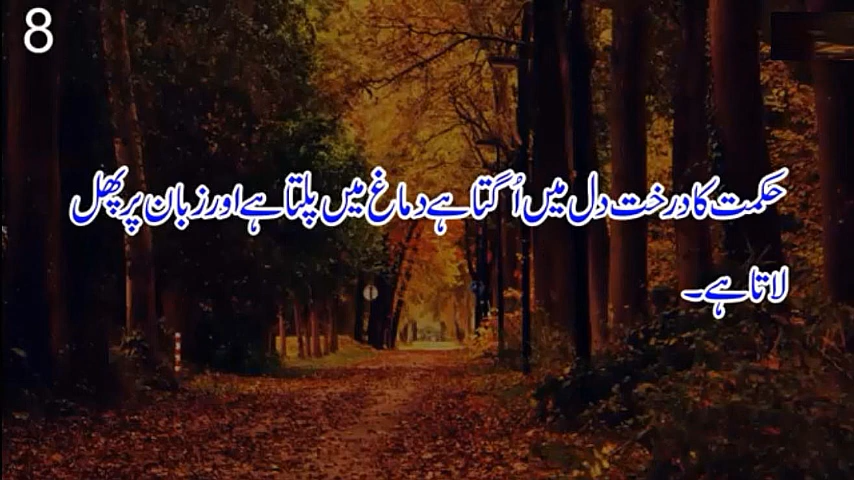 8
حکمت کا درخت دل میں اُگتا ہے دماغ میں پلتا ہے اور زبان پر پھل
لاتا ہے۔